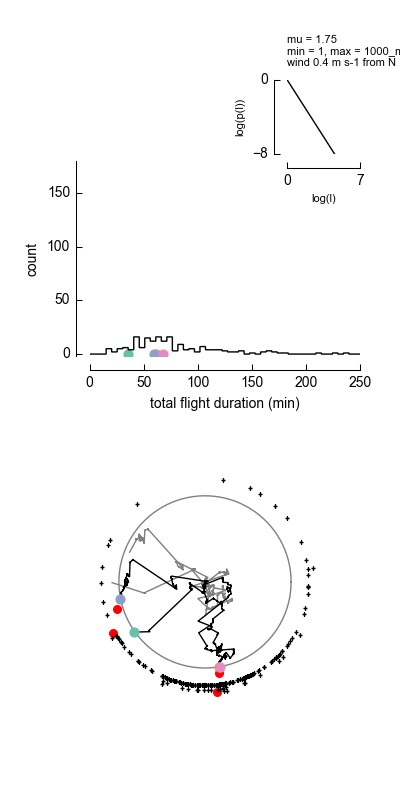 mu = 1.75
min = 1, max = 1000_m
wind 0.4 m s-1 from N
log(p(l))
0
−8
0 7
log(l)
count
150
100
50
0
0 50 100 150 200 250
total flight duration (min)